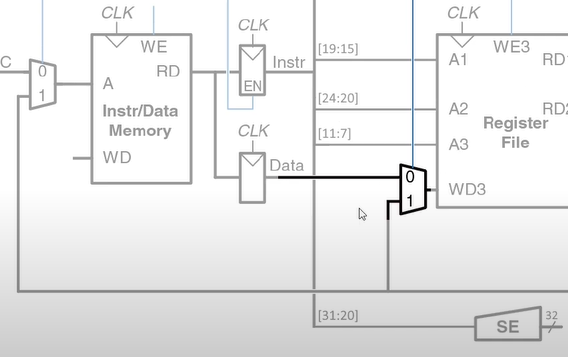 CLK
CLK
CLK
C
0
1
WE
RD
A
Instr/Data
Memory
WD
EN
Instr
CLK
Data
[19:15]
[24:20]
[11:7]
[31:20]
0
1
WE3
A1
RD1
A2
RD2
A3
Register
File
WD3
SE
32